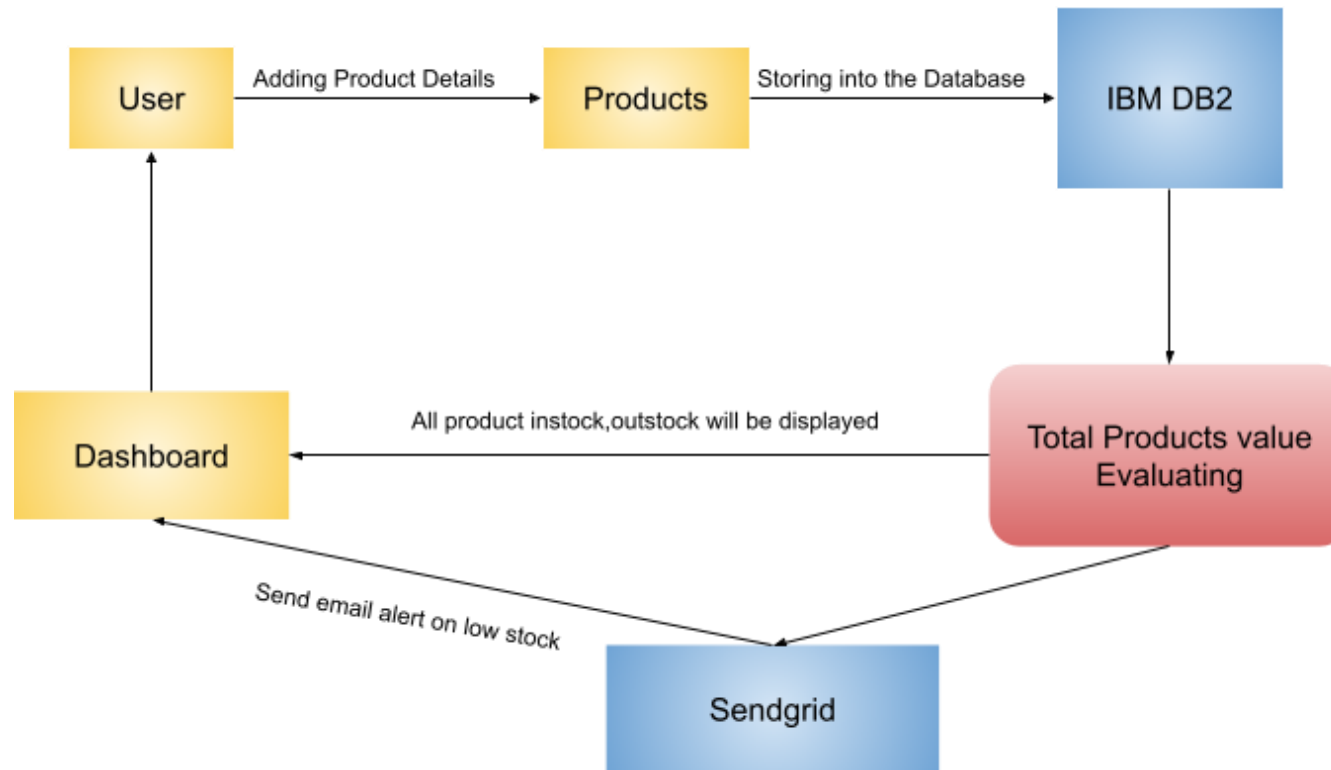 User
Adding Product Details
Products
Storing into the Database
IBM DB2
Dashboard
All product instock,outstock will be displayed
Total Products value
Evaluating
Send email alert on low stock
Sendgrid